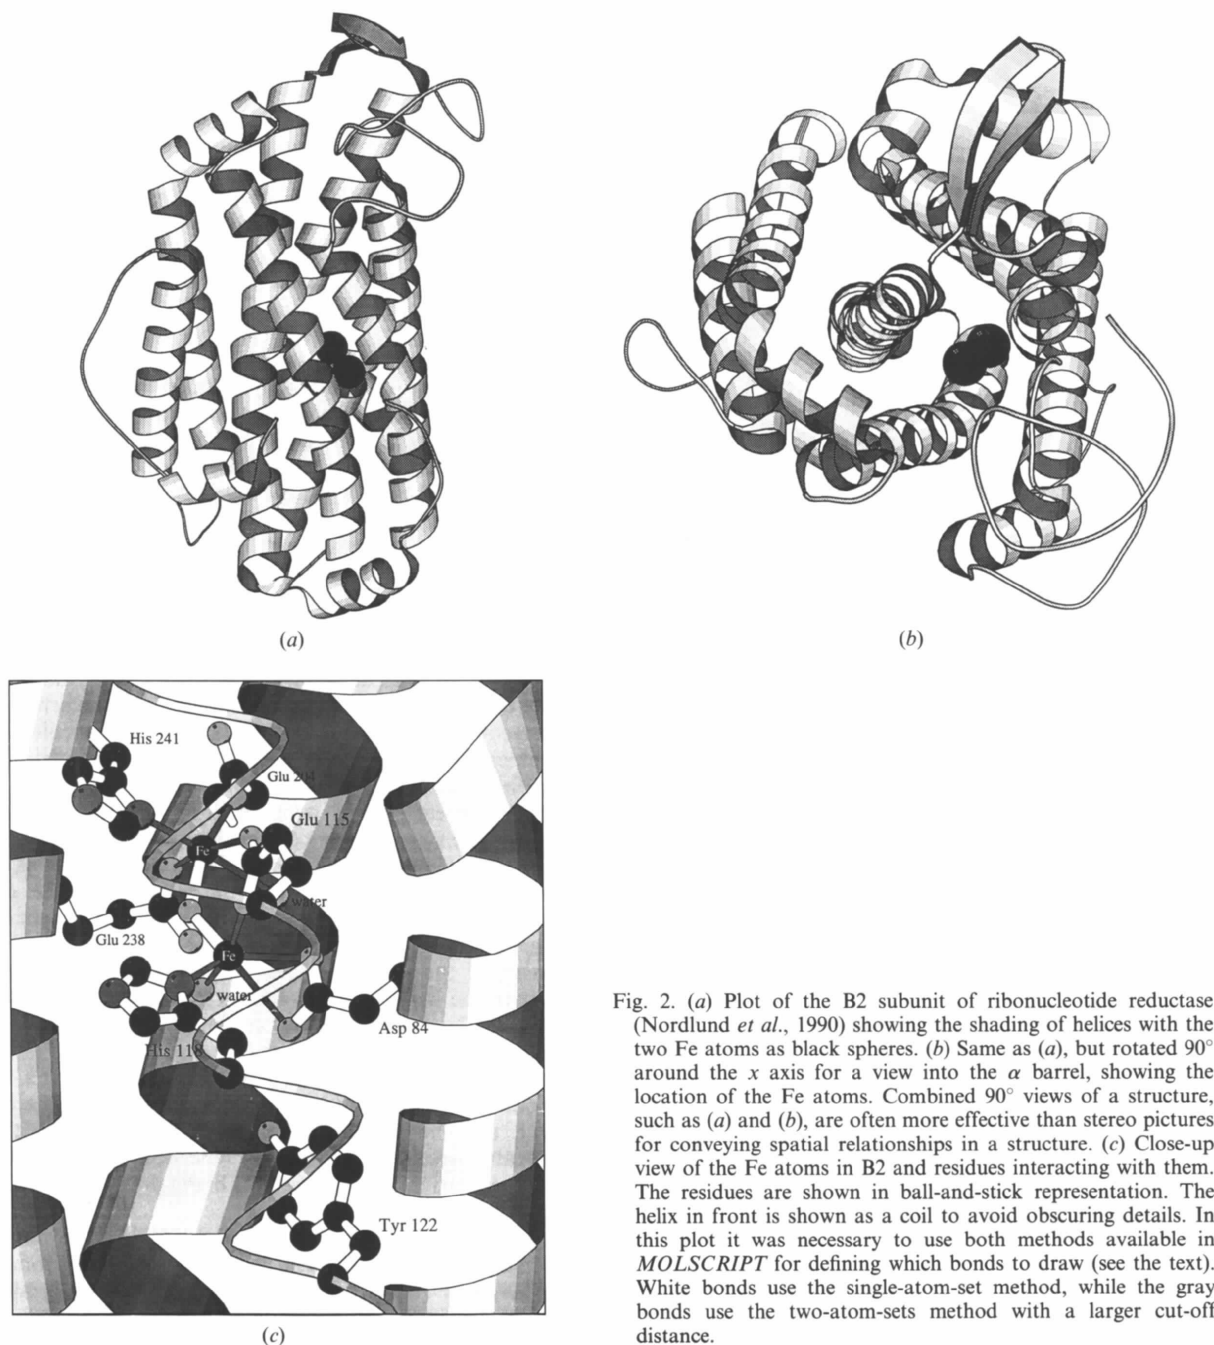 (a)
(b)
His 241
Glu 204
Glu 115
Fe
water
Glu 238
Fe
water
Asp 84
His 118
Tyr 122
(c)
Fig. 2. (a) Plot of the B2 subunit of ribonucleotide reductase
(Nordlund et al., 1990) showing the shading of helices with the
two Fe atoms as black spheres. (b) Same as (a), but rotated 90°
around the x axis for a view into the α barrel, showing the
location of the Fe atoms. Combined 90° views of a structure,
such as (a) and (b), are often more effective than stereo pictures
for conveying spatial relationships in a structure. (c) Close-up
view of the Fe atoms in B2 and residues interacting with them.
The residues are shown in ball-and-stick representation. The
helix in front is shown as a coil to avoid obscuring details. In
this plot it was necessary to use both methods available in
MOLSCRIPT for defining which bonds to draw (see the text).
White bonds use the single-atom-set method, while the gray
bonds use the two-atom-sets method with a larger cut-off
distance.